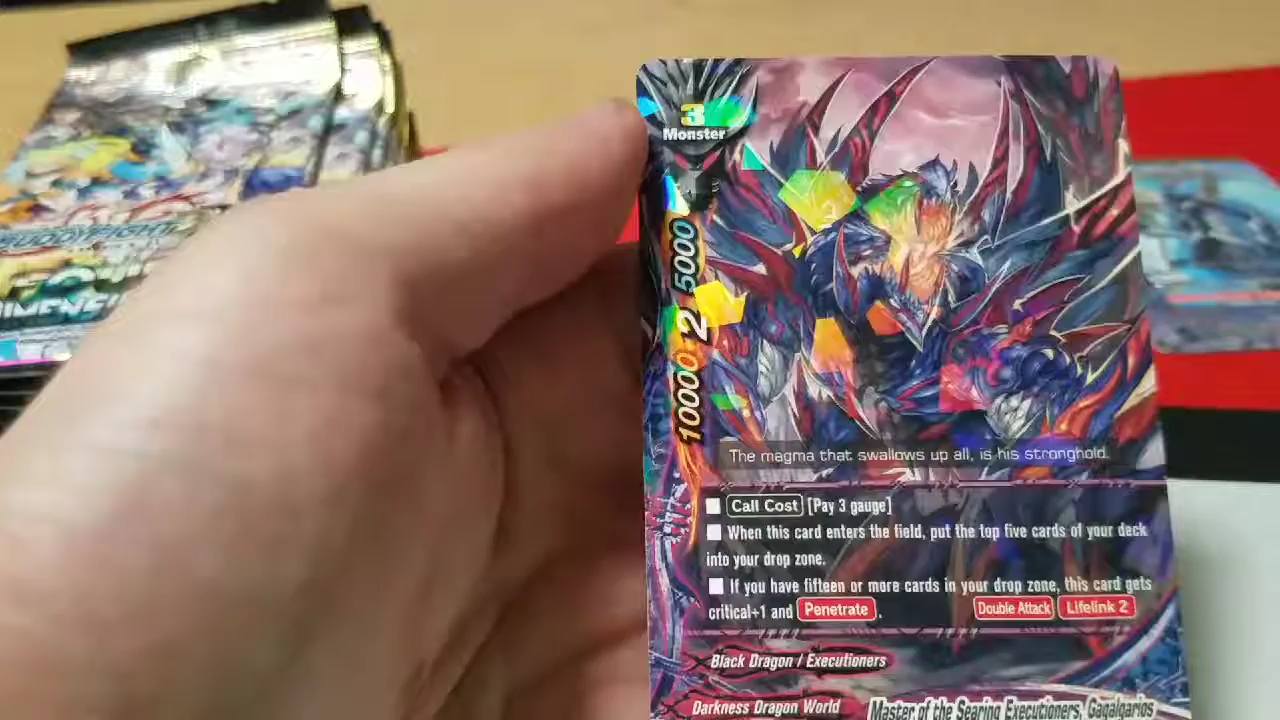 3
Monster
5000
2
10000
The magma that swallows up all, is his stronghold.
Call Cost [Pay 3 gauge]
When this card enters the field, put the top five cards of your deck
into your drop zone.
If you have fifteen or more cards in your drop zone, this card gets
critical+1 and Penetrate. Double Attack Lifelink 2
Black Dragon / Executioners
Darkness Dragon World Master of the Searing Executioners, Gagalgarios
BUDDYFIGHT